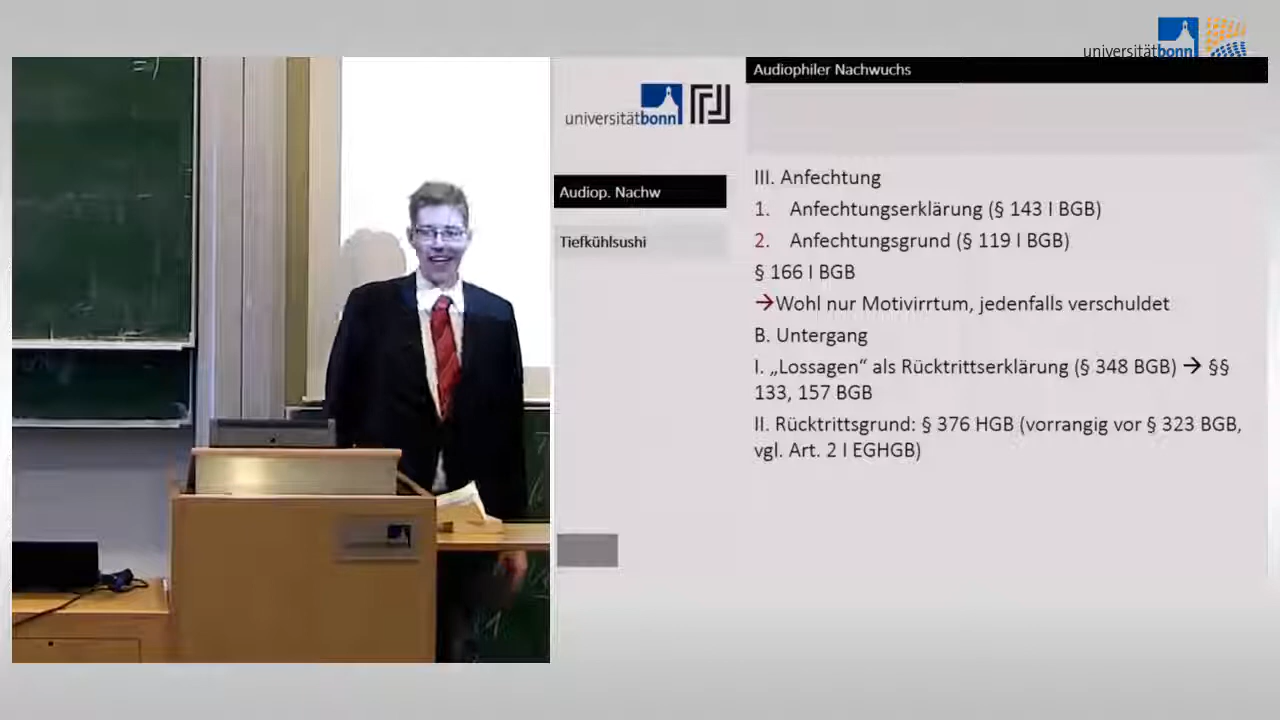 universitätbonn
Audiophiler Nachwuchs
universitätbonn
Audiop. Nachw
Tiefkühlsushi
III. Anfechtung
1. Anfechtungserklärung (§ 143 I BGB)
2. Anfechtungsgrund (§ 119 I BGB)
§ 166 I BGB
→Wohl nur Motivirrtum, jedenfalls verschuldet
B. Untergang
I. „Lossagen“ als Rücktrittserklärung (§ 348 BGB) → §§
133, 157 BGB
II. Rücktrittsgrund: § 376 HGB (vorrangig vor § 323 BGB,
vgl. Art. 2 I EGHGB)